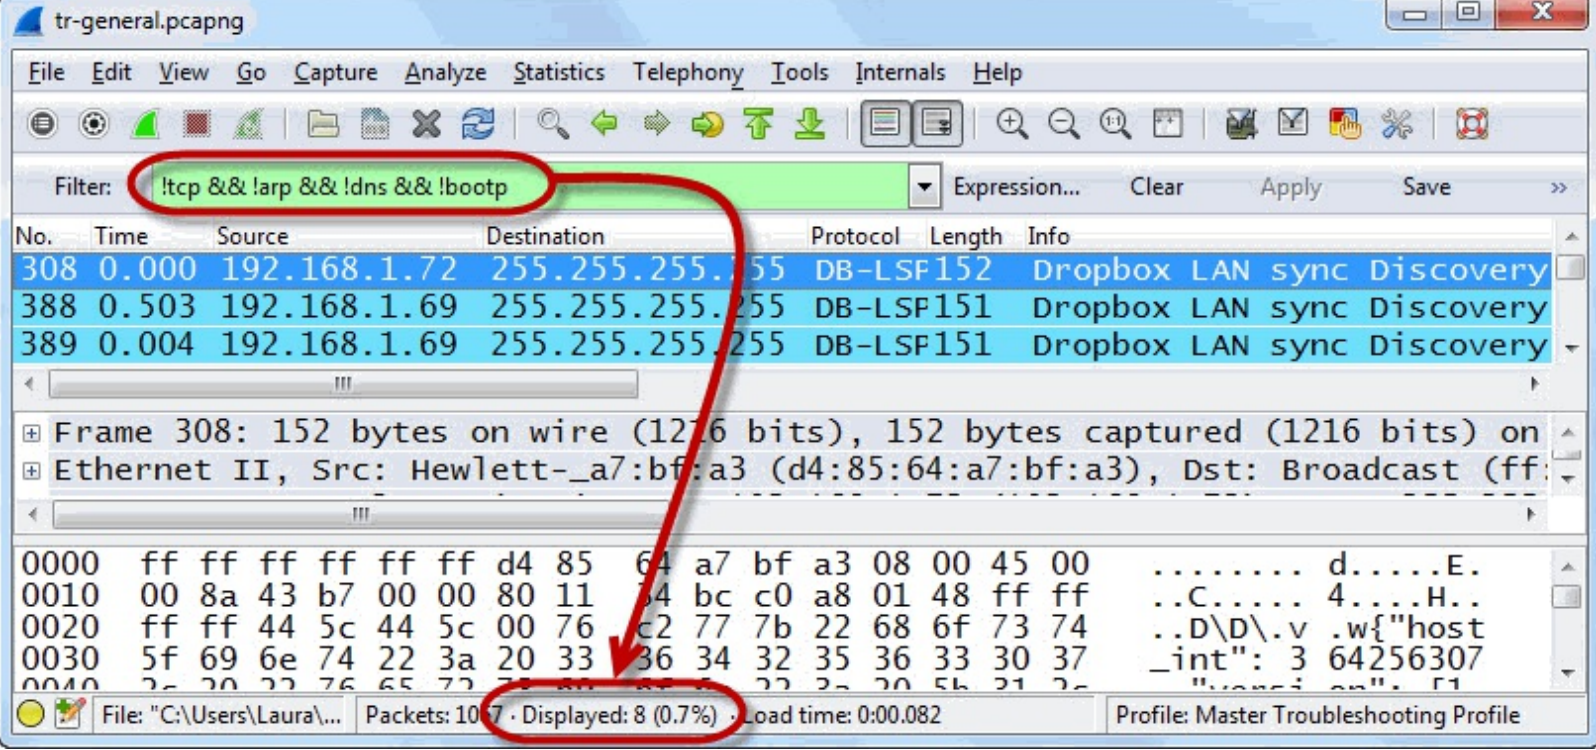 tr-general.pcapng
File Edit View Go Capture Analyze Statistics Telephony Tools Internals Help
Filter: !tcp && !arp && !dns && !bootp Expression... Clear Apply Save »
No. Time Source Destination Protocol Length Info
308 0.000 192.168.1.72 255.255.255.255 DB-LSP 152 Dropbox LAN sync Discovery
388 0.503 192.168.1.69 255.255.255.255 DB-LSP 151 Dropbox LAN sync Discovery
389 0.004 192.168.1.69 255.255.255.255 DB-LSP 151 Dropbox LAN sync Discovery
Frame 308: 152 bytes on wire (1216 bits), 152 bytes captured (1216 bits) on
Ethernet II, Src: Hewlett-_a7:bf:a3 (d4:85:64:a7:bf:a3), Dst: Broadcast (ff:
0000 ff ff ff ff ff ff d4 85 64 a7 bf a3 08 00 45 00 ........ d.....E.
0010 00 8a 43 b7 00 00 80 11 34 bc c0 a8 01 48 ff ff ..C..... 4....H..
0020 ff ff 44 5c 44 5c 00 76 c2 77 7b 22 68 6f 73 74 ..D\D\.v .w{"host
0030 5f 69 6e 74 22 3a 20 33 36 34 32 35 36 33 30 37 _int": 3 64256307
File: "C:\Users\Laura\... Packets: 1067 · Displayed: 8 (0.7%) · Load time: 0:00.082 Profile: Master Troubleshooting Profile